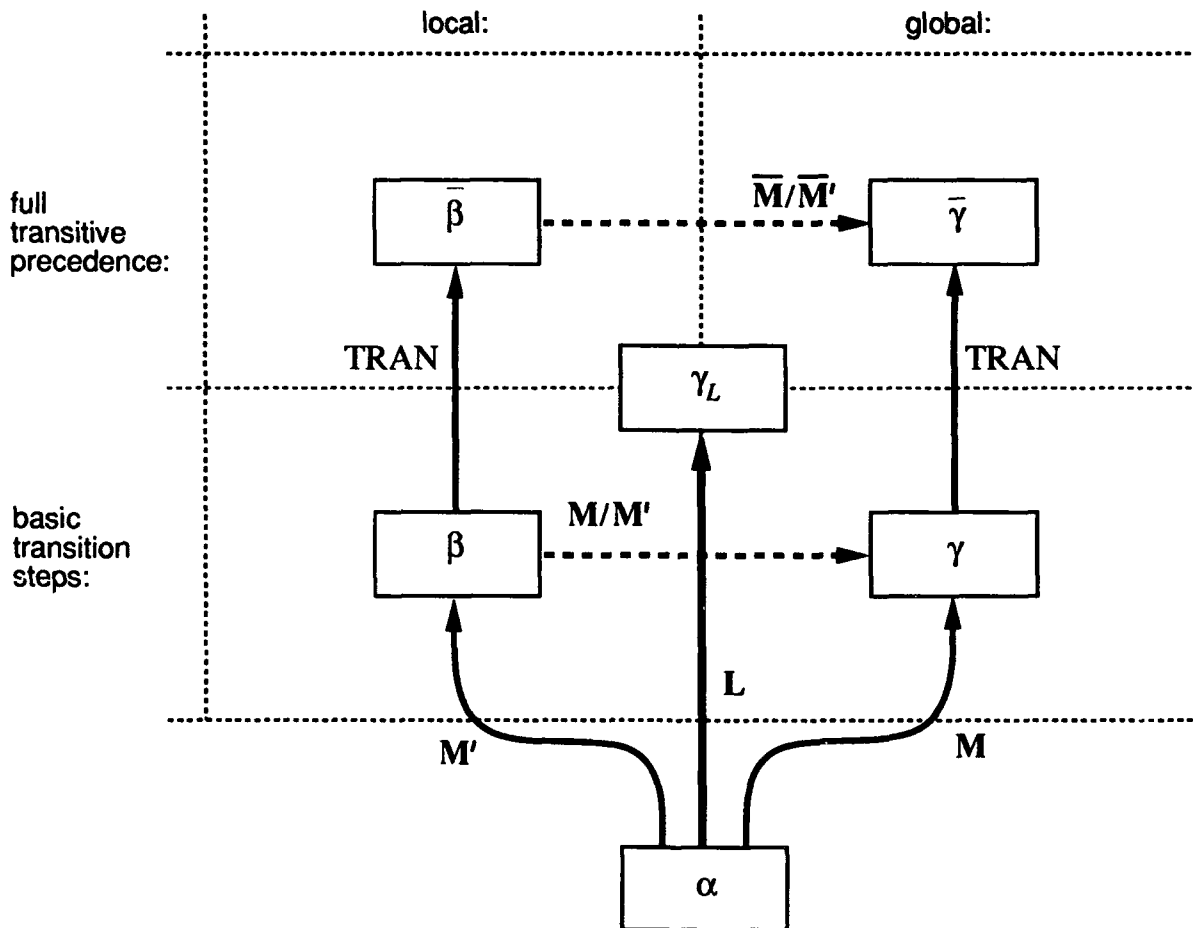 local:
global:
full
transitive
precedence:
β̅
M̅/M̅'
γ̅
TRAN
γ_L
TRAN
basic
transition
steps:
β
M/M'
γ
L
M'
M
α